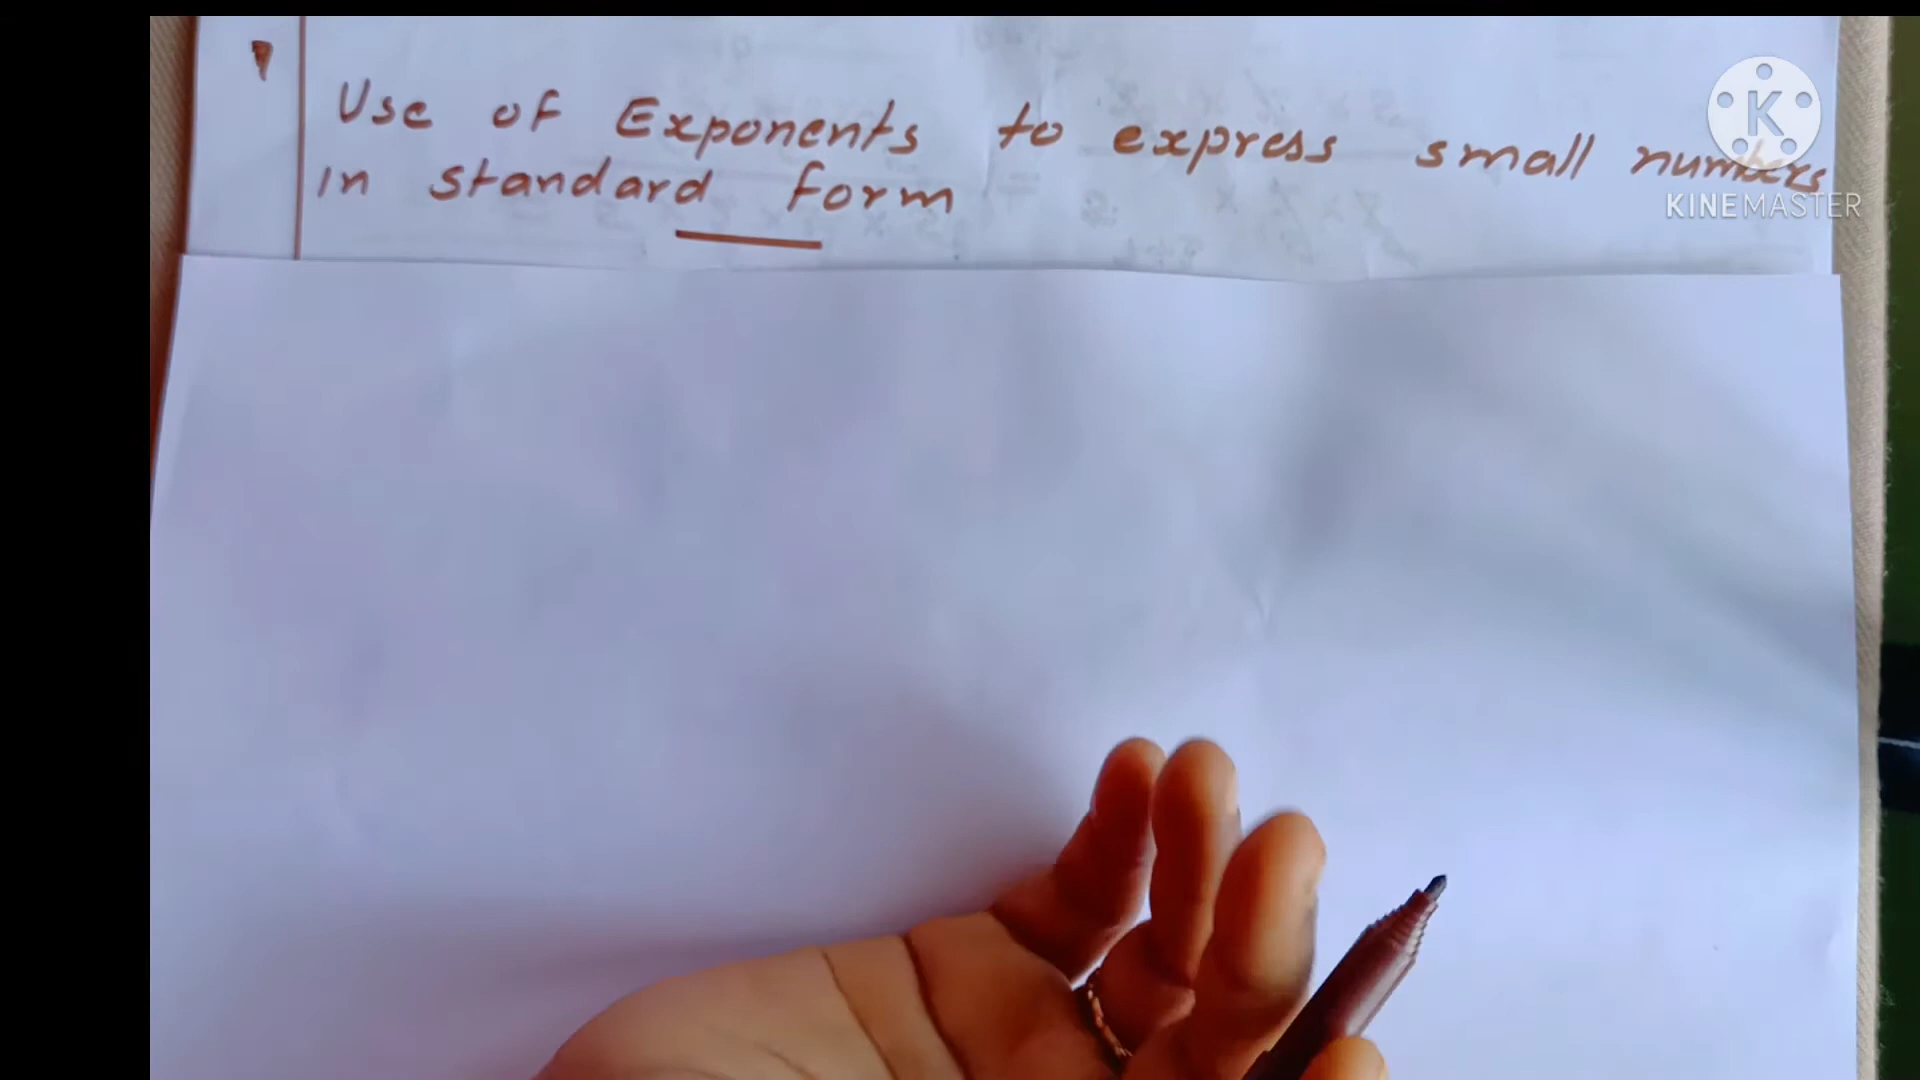 Use of Exponents to express small numbers
in standard form
K
KINEMASTER